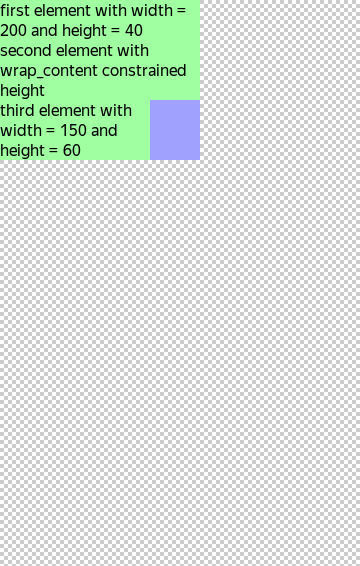 first element with width =
200 and height = 40
second element with
wrap_content constrained
height
third element with
width = 150 and
height = 60